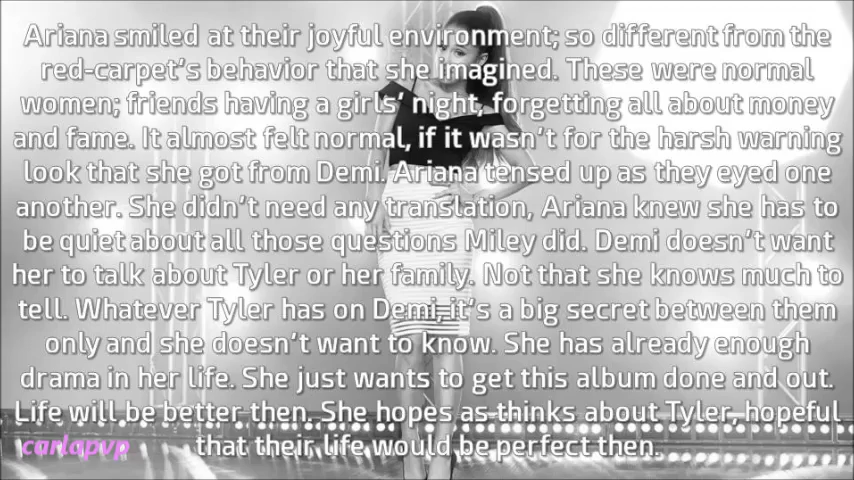 Ariana smiled at their joyful environment; so different from the
red-carpet's behavior that she imagined. These were normal
women; friends having a girls' night, forgetting all about money
and fame. It almost felt normal, if it wasn't for the harsh warning
look that she got from Demi. Ariana tensed up as they eyed one
another. She didn't need any translation, Ariana knew she has to
be quiet about all those questions Miley did. Demi doesn't want
her to talk about Tyler or her family. Not that she knows much to
tell. Whatever Tyler has on Demi, it's a big secret between them
only and she doesn't want to know. She has already enough
drama in her life. She just wants to get this album done and out.
Life will be better then. She hopes as thinks about Tyler, hopeful
that their life would be perfect then.
carlapvp